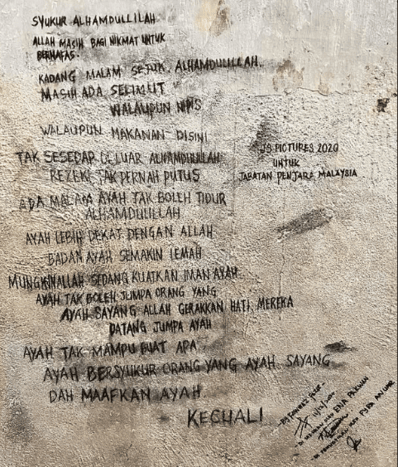 SYUKUR ALHAMDULLILAH
ALLAH MASIH BAGI NIKMAT UNTUK
BERNAFAS.
KADANG MALAM SEJUK. ALHAMDULILLAH.
MASIH ADA SELIMUT
WALAUPUN NIPIS
WALAUPUN MAKANAN DISINI
TAK SESEDAP DILUAR ALHAMDULILLAH
REZEKI TAK PERNAH PUTUS
JS PICTURES 2020
UNTUK
JABATAN PENJARA MALAYSIA
ADA MALAM AYAH TAK BOLEH TIDUR
ALHAMDULILLAH
AYAH LEBIH DEKAT DENGAN ALLAH
BADAN AYAH SEMAKIN LEMAH
MUNGKIN ALLAH SEDANG KUATKAN IMAN AYAH
AYAH TAK BOLEH JUMPA ORANG YANG
AYAH SAYANG ALLAH GERAKKAN HATI MEREKA
DATANG JUMPA AYAH
AYAH TAK MAMPU BUAT APA
AYAH BERSYUKUR ORANG YANG AYAH SAYANG
DAH MAAFKAN AYAH.
KECHALI